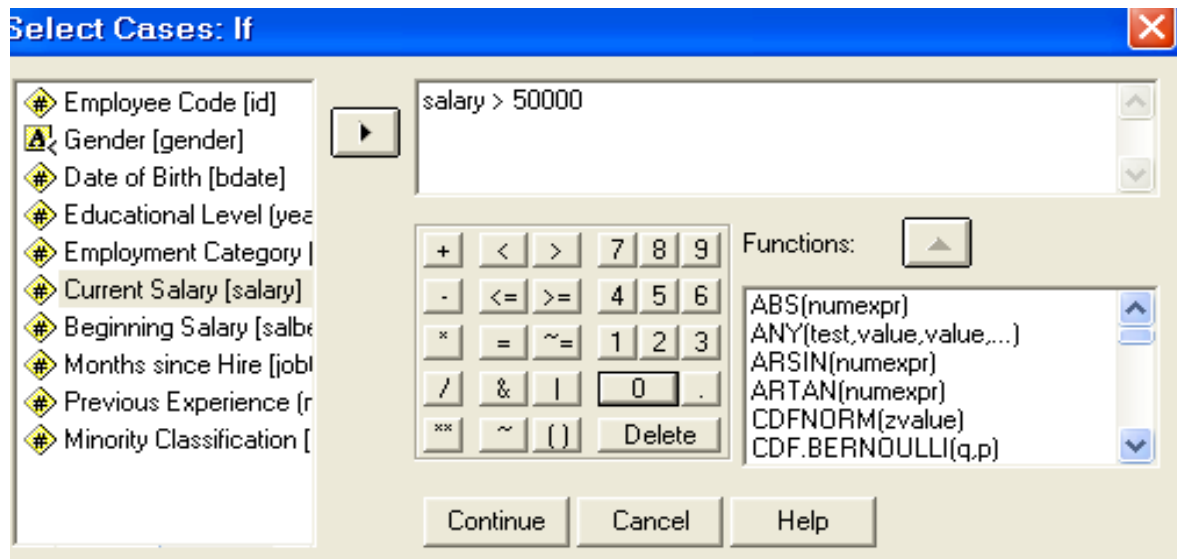 Select Cases: If
# Employee Code [id]
A Gender [gender]
# Date of Birth [bdate]
# Educational Level (yea
# Employment Category [
# Current Salary [salary]
# Beginning Salary [salbe
# Months since Hire [jobt
# Previous Experience (r
# Minority Classification [
salary > 50000
+ < > 7 8 9
- <= >= 4 5 6
* = ~= 1 2 3
/ & | 0 .
** ~ () Delete
Functions:
ABS(numexpr)
ANY(test,value,value,...)
ARSIN(numexpr)
ARTAN(numexpr)
CDFNORM(zvalue)
CDF.BERNOULLI(q,p)
Continue Cancel Help